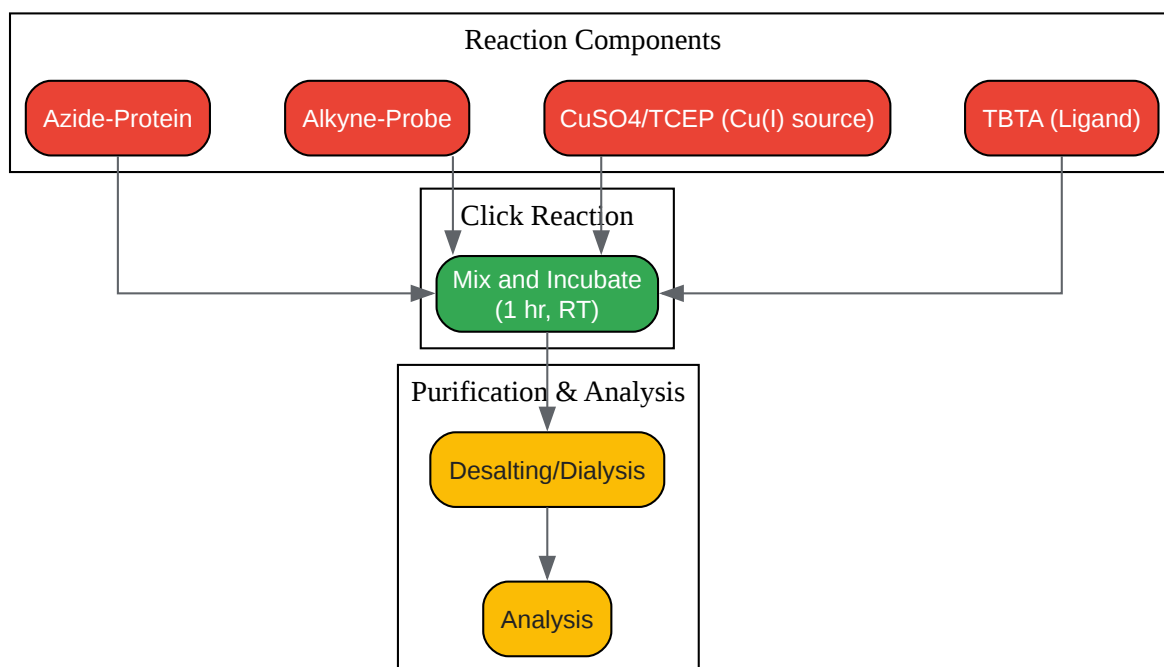 Reaction Components
Azide-Protein
Alkyne-Probe
CuSO4/TCEP (Cu(I) source)
TBTA (Ligand)
Click Reaction
Mix and Incubate
(1 hr, RT)
Purification & Analysis
Desalting/Dialysis
Analysis